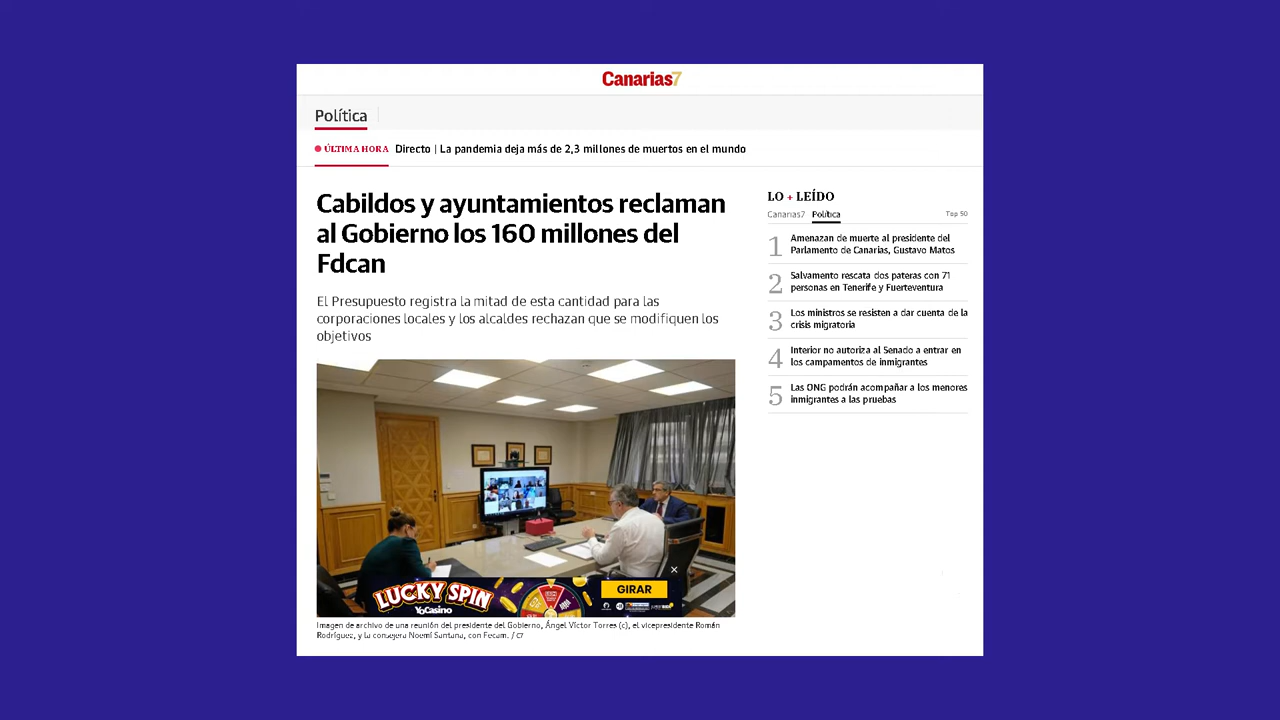 Canarias7
Política
ÚLTIMA HORA Directo | La pandemia deja más de 2,3 millones de muertos en el mundo
Cabildos y ayuntamientos reclaman
al Gobierno los 160 millones del
Fdcan
El Presupuesto registra la mitad de esta cantidad para las
corporaciones locales y los alcaldes rechazan que se modifiquen los
objetivos
LUCKY SPIN
YoCasino
GIRAR
Imagen de archivo de una reunión del presidente del Gobierno, Ángel Víctor Torres (c), el vicepresidente Román
Rodríguez, y la consejera Noemí Santana, con Fecam. / C7
LO + LEÍDO
Canarias7 Política Top 50
1 Amenazan de muerte al presidente del
Parlamento de Canarias, Gustavo Matos
2 Salvamento rescata dos pateras con 71
personas en Tenerife y Fuerteventura
3 Los ministros se resisten a dar cuenta de la
crisis migratoria
4 Interior no autoriza al Senado a entrar en
los campamentos de inmigrantes
5 Las ONG podrán acompañar a los menores
inmigrantes a las pruebas